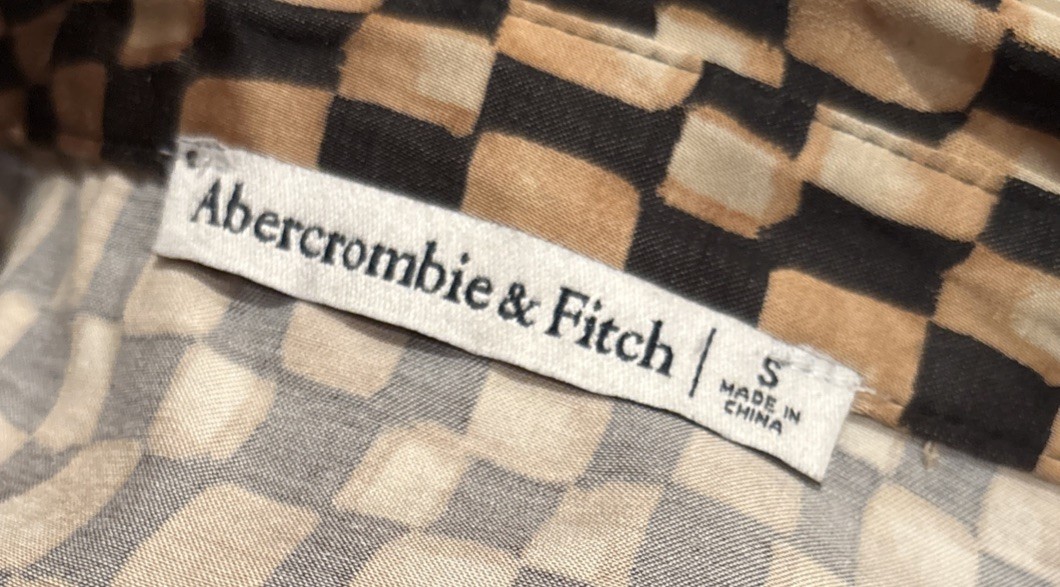 Abercrombie & Fitch | S
MADE IN
CHINA